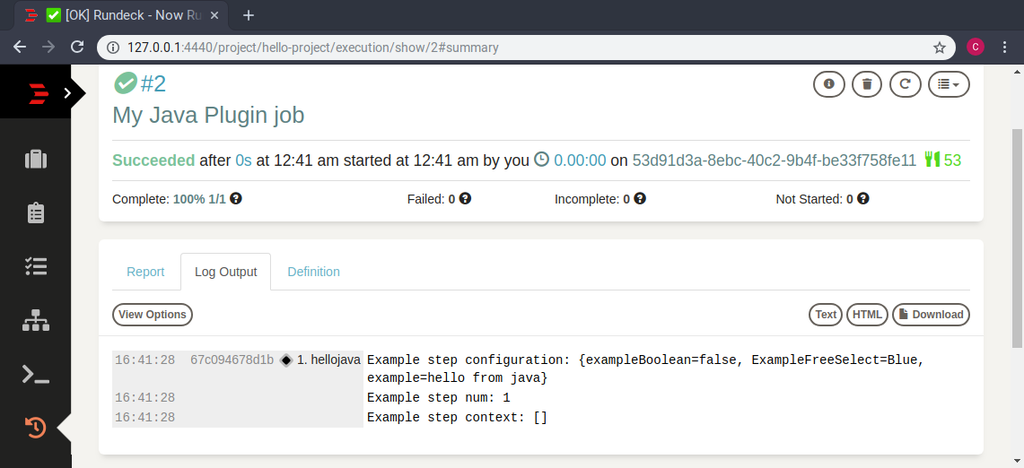 [OK] Rundeck - Now Ru
127.0.0.1:4440/project/hello-project/execution/show/2#summary
C
#2
My Java Plugin job
Succeeded after 0s at 12:41 am started at 12:41 am by you 0.00:00 on 53d91d3a-8ebc-40c2-9b4f-be33f758fe11 53
Complete: 100% 1/1 Failed: 0 Incomplete: 0 Not Started: 0
Report Log Output Definition
View Options Text HTML Download
16:41:28 67c094678d1b 1. hellojava Example step configuration: {exampleBoolean=false, ExampleFreeSelect=Blue,
example=hello from java}
16:41:28 Example step num: 1
16:41:28 Example step context: []